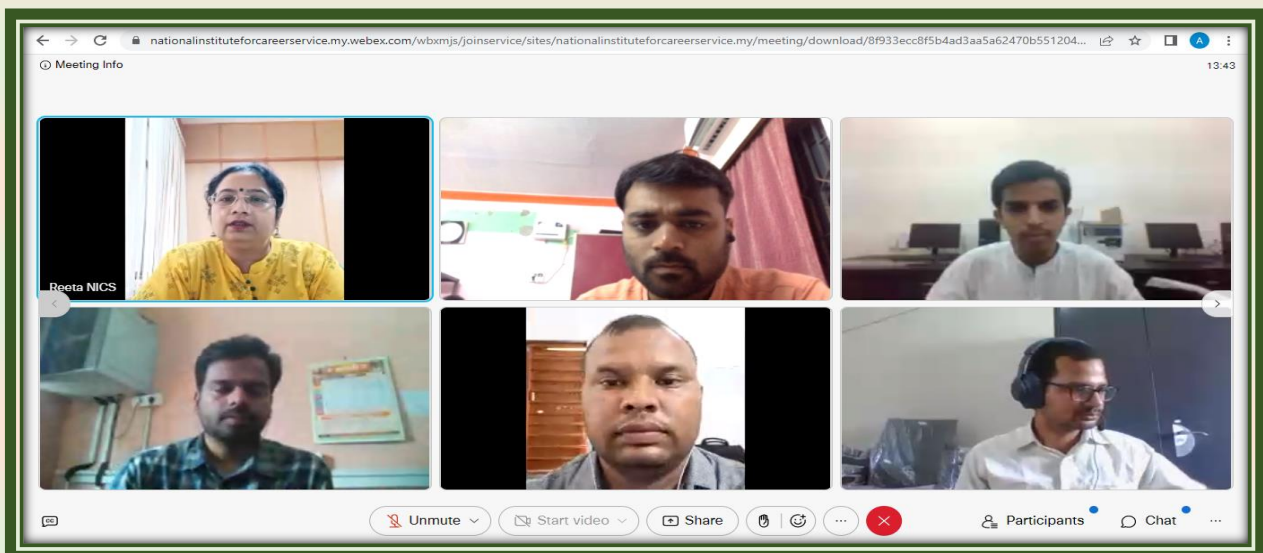 nationalinstituteforcareerservice.my.webex.com/wbxmjs/joinservice/sites/nationalinstituteforcareerservice.my/meeting/download/8f933ecc8f5b4ad3aa5a62470b551204... A
Meeting Info 13:43
Reeta NICS
CC Unmute Start video Share ... Participants Chat ...